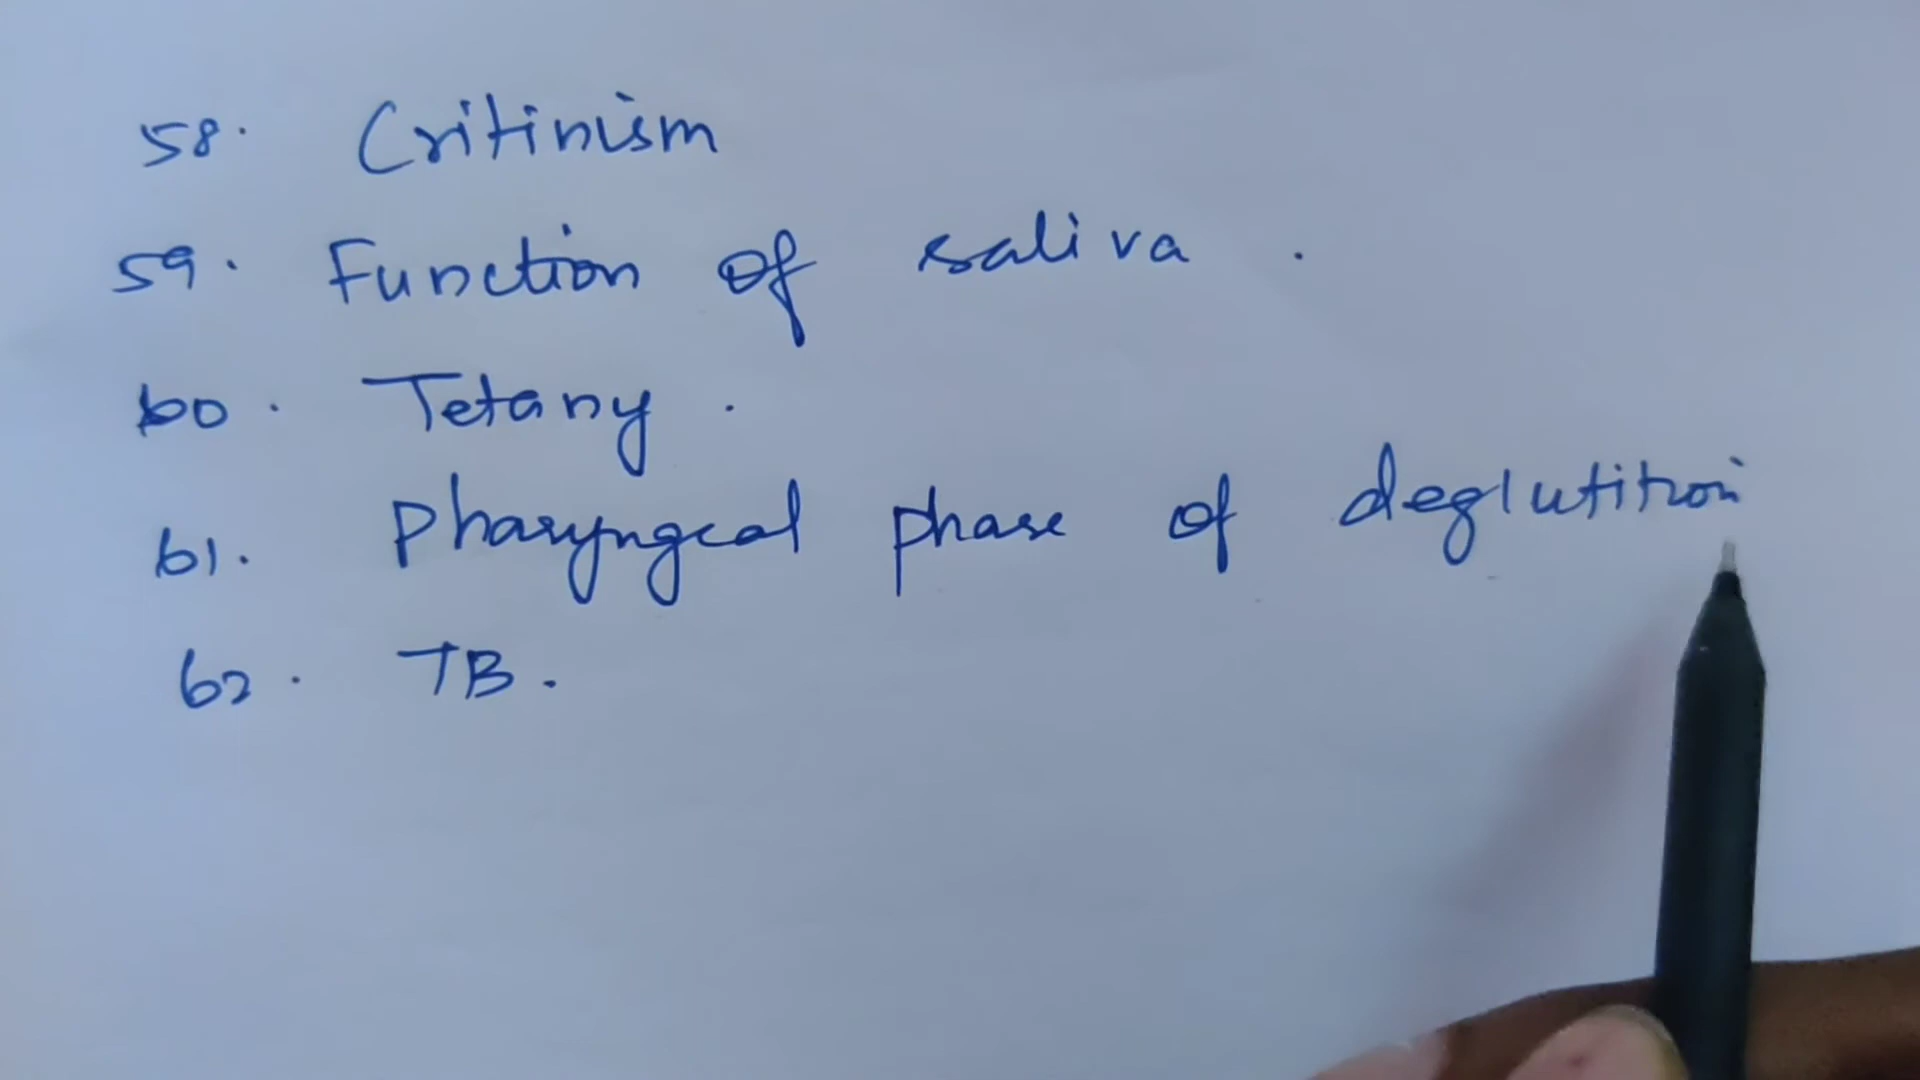 58. Critinism
59. Function of saliva.
60. Tetany.
61. Pharyngeal phase of deglutition
62. TB.